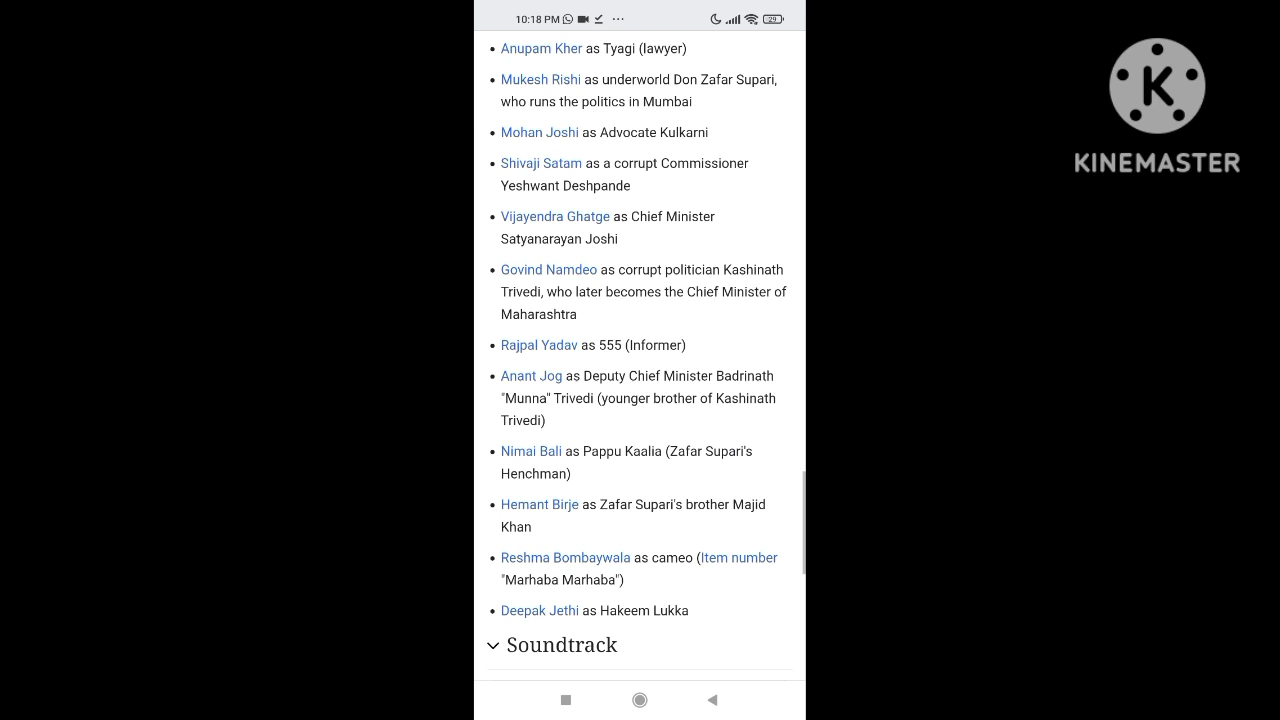 10:18 PM
29
Anupam Kher as Tyagi (lawyer)
Mukesh Rishi as underworld Don Zafar Supari,
who runs the politics in Mumbai
Mohan Joshi as Advocate Kulkarni
Shivaji Satam as a corrupt Commissioner
Yeshwant Deshpande
Vijayendra Ghatge as Chief Minister
Satyanarayan Joshi
Govind Namdeo as corrupt politician Kashinath
Trivedi, who later becomes the Chief Minister of
Maharashtra
Rajpal Yadav as 555 (Informer)
Anant Jog as Deputy Chief Minister Badrinath
"Munna" Trivedi (younger brother of Kashinath
Trivedi)
Nimai Bali as Pappu Kaalia (Zafar Supari's
Henchman)
Hemant Birje as Zafar Supari's brother Majid
Khan
Reshma Bombaywala as cameo (Item number
"Marhaba Marhaba")
Deepak Jethi as Hakeem Lukka
Soundtrack
K
KINEMASTER